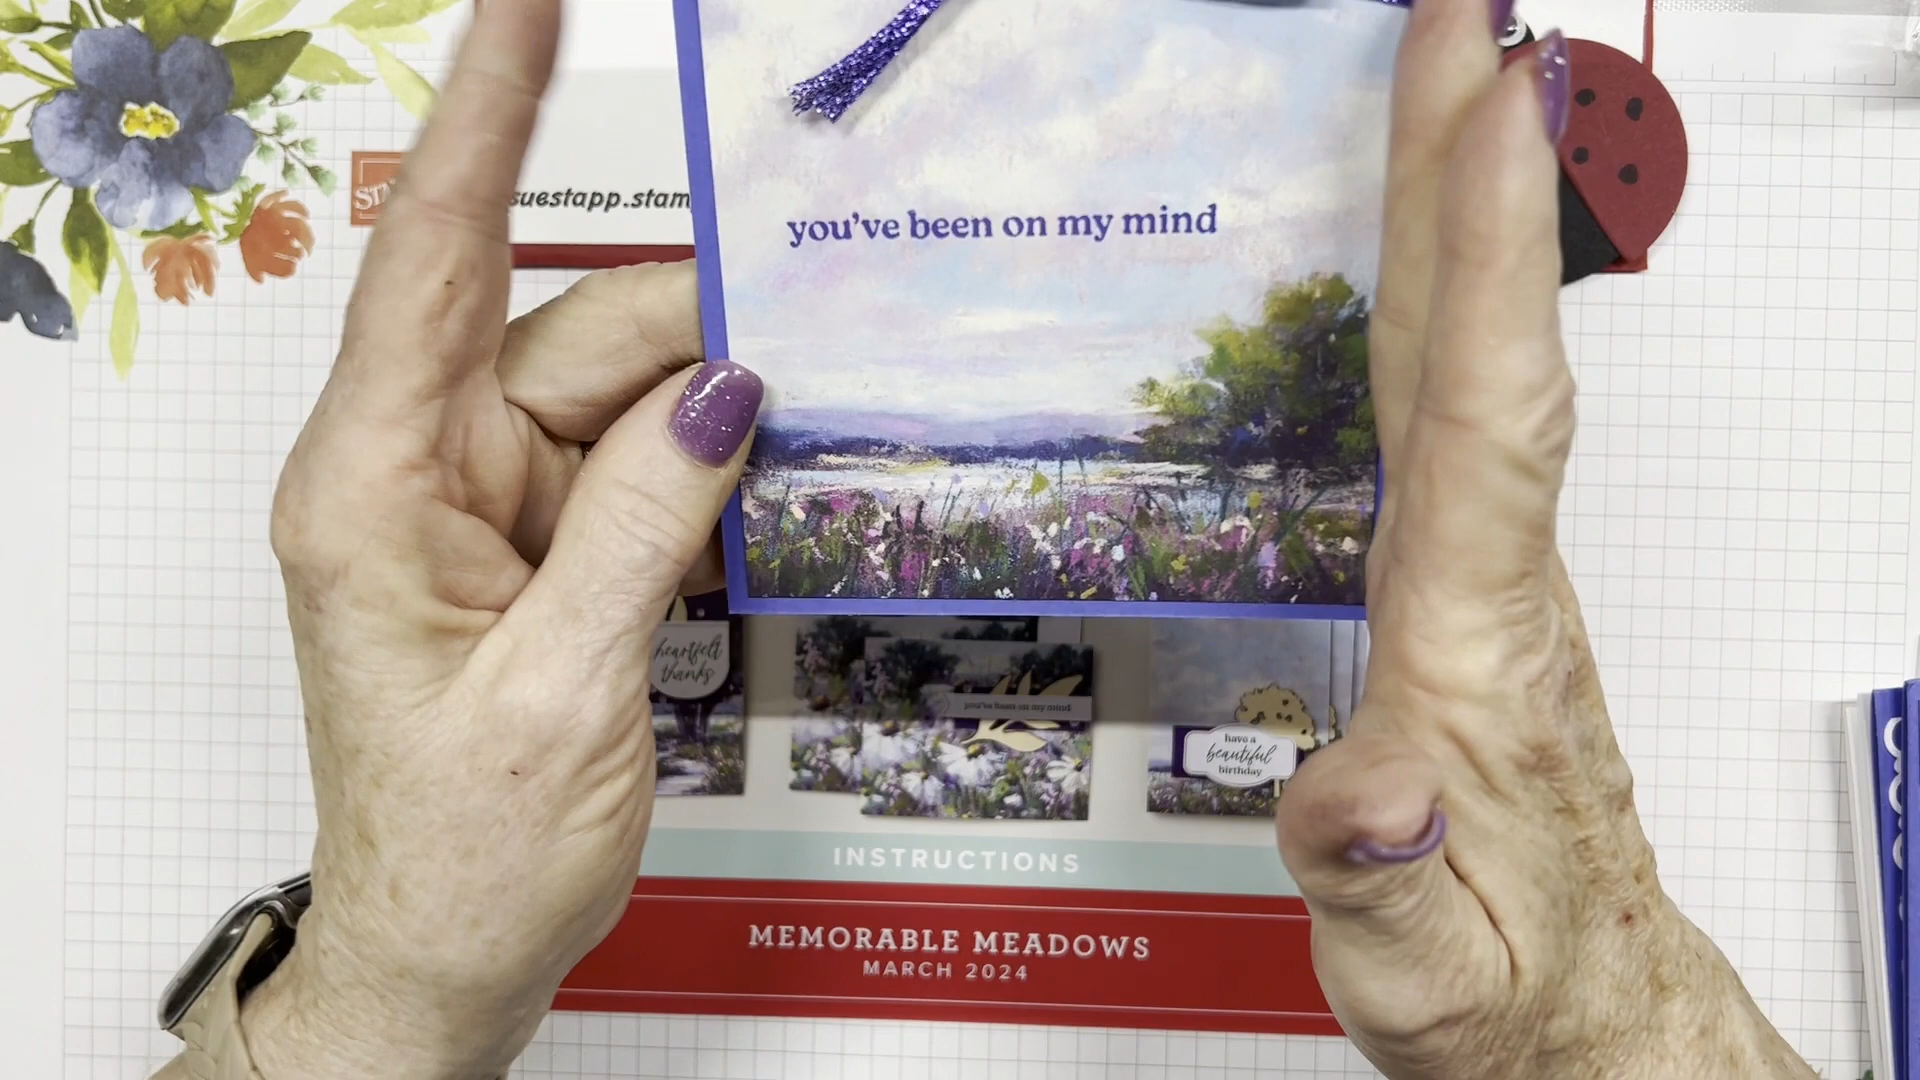 suestapp.stam
you've been on my mind
heartfelt
thanks
you've been on my mind
have a
beautiful
birthday
INSTRUCTIONS
MEMORABLE MEADOWS
MARCH 2024